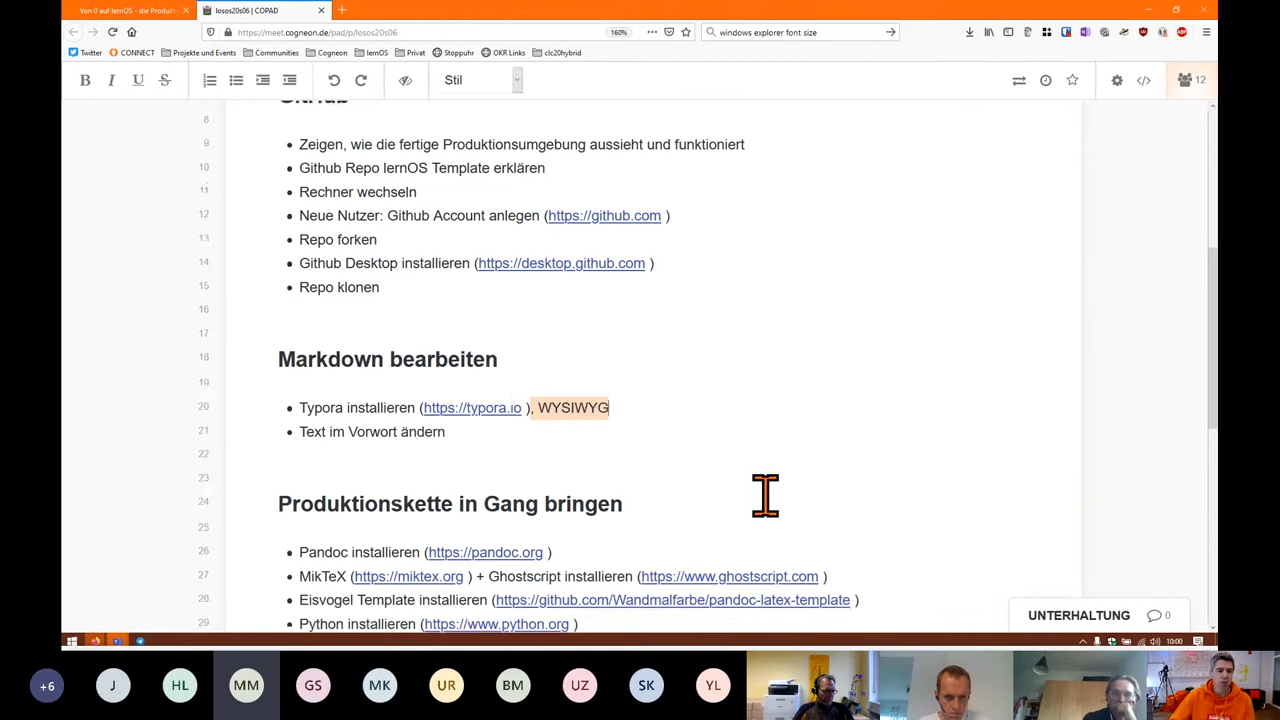 Von 0 auf lernOS - die Produkti
losos20s06 | COPAD
https://meet.cogneon.de/pad/p/losos20s06
160%
windows explorer font size
Twitter
CONNECT
Projekte und Events
Communities
Cogneon
lernOS
Privat
Stoppuhr
OKR Links
clc20hybrid
B I U S
Stil
12
GitHub
8
9 Zeigen, wie die fertige Produktionsumgebung aussieht und funktioniert
10 Github Repo lernOS Template erklären
11 Rechner wechseln
12 Neue Nutzer: Github Account anlegen (https://github.com )
13 Repo forken
14 Github Desktop installieren (https://desktop.github.com )
15 Repo klonen
16
17
18 Markdown bearbeiten
19
20 Typora installieren (https://typora.io ), WYSIWYG
21 Text im Vorwort ändern
22
23
24 Produktionskette in Gang bringen
25
26 Pandoc installieren (https://pandoc.org )
27 MikTeX (https://miktex.org ) + Ghostscript installieren (https://www.ghostscript.com )
28 Eisvogel Template installieren (https://github.com/Wandmalfarbe/pandoc-latex-template )
29 Python installieren (https://www.python.org )
UNTERHALTUNG 0
10:00
+6 J HL MM GS MK UR BM UZ SK YL